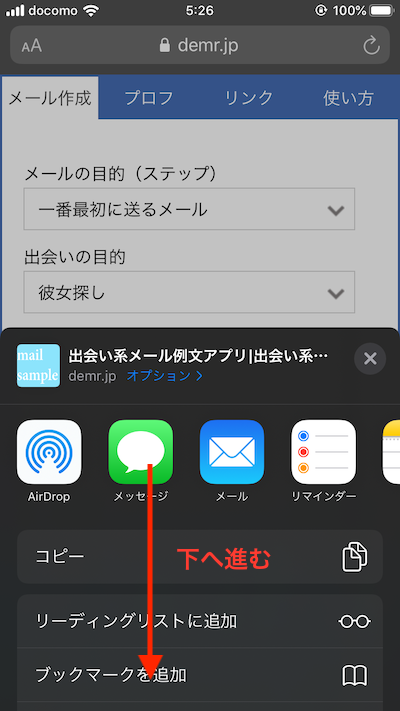 docomo 5:26 100%
AA demr.jp
メール作成 プロフ リンク 使い方
メールの目的（ステップ）
一番最初に送るメール
出会いの目的
彼女探し
mail
sample
出会い系メール例文アプリ|出会い系…
demr.jp オプション >
AirDrop メッセージ メール リマインダー
コピー
下へ進む
リーディングリストに追加
ブックマークを追加